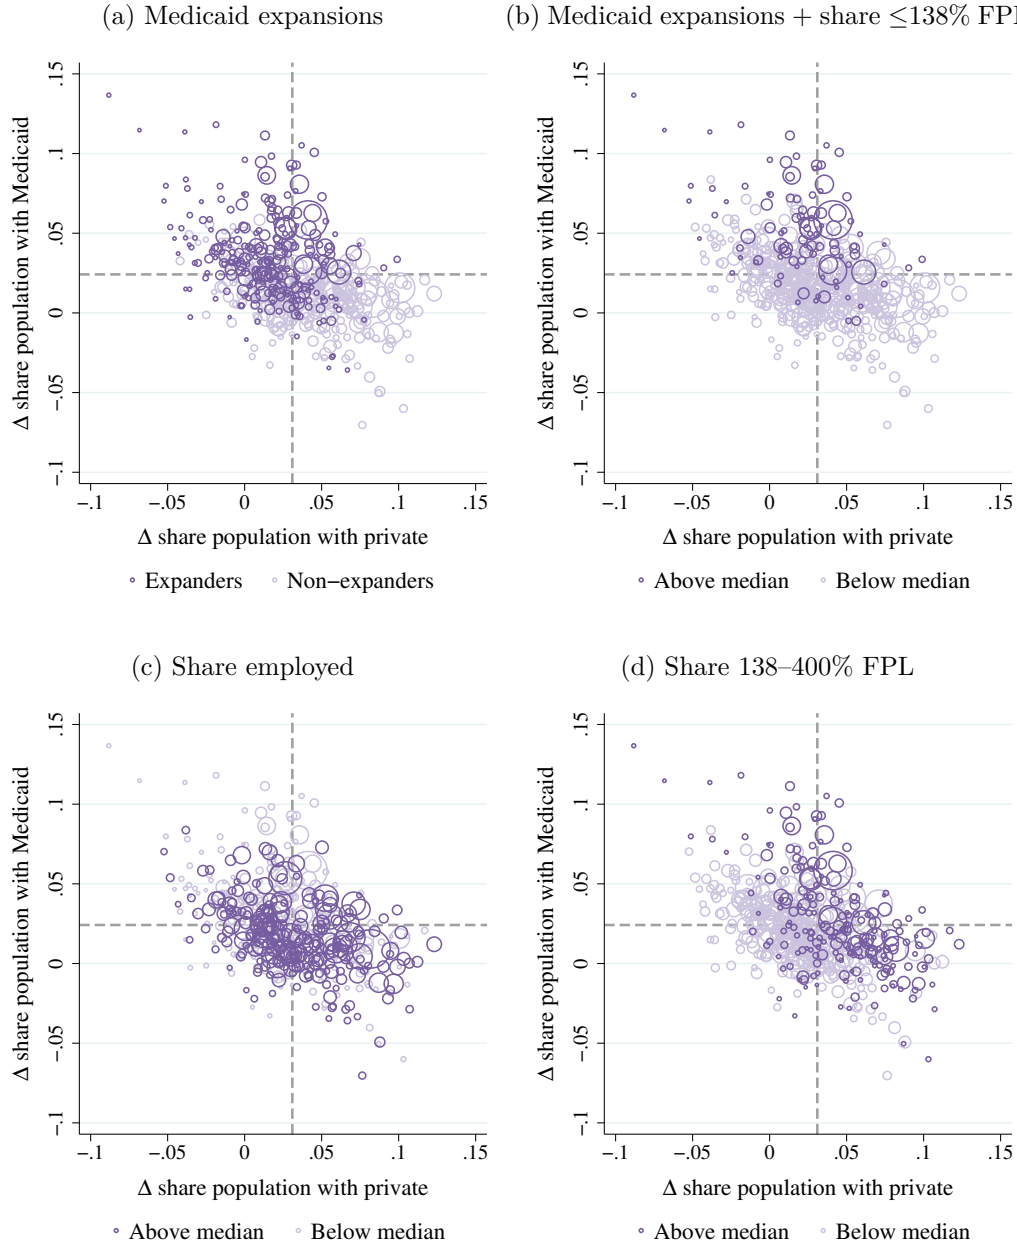 (a) Medicaid expansions
(b) Medicaid expansions + share ≤138% FPL
.15
.1
.05
0
−.05
−.1
Δ share population with Medicaid
−.1 −.05 0 .05 .1 .15
Δ share population with private
Expanders Non−expanders
.15
.1
.05
0
−.05
−.1
Δ share population with Medicaid
−.1 −.05 0 .05 .1 .15
Δ share population with private
Above median Below median
(c) Share employed
(d) Share 138–400% FPL
.15
.1
.05
0
−.05
−.1
Δ share population with Medicaid
−.1 −.05 0 .05 .1 .15
Δ share population with private
Above median Below median
.15
.1
.05
0
−.05
−.1
Δ share population with Medicaid
−.1 −.05 0 .05 .1 .15
Δ share population with private
Above median Below median